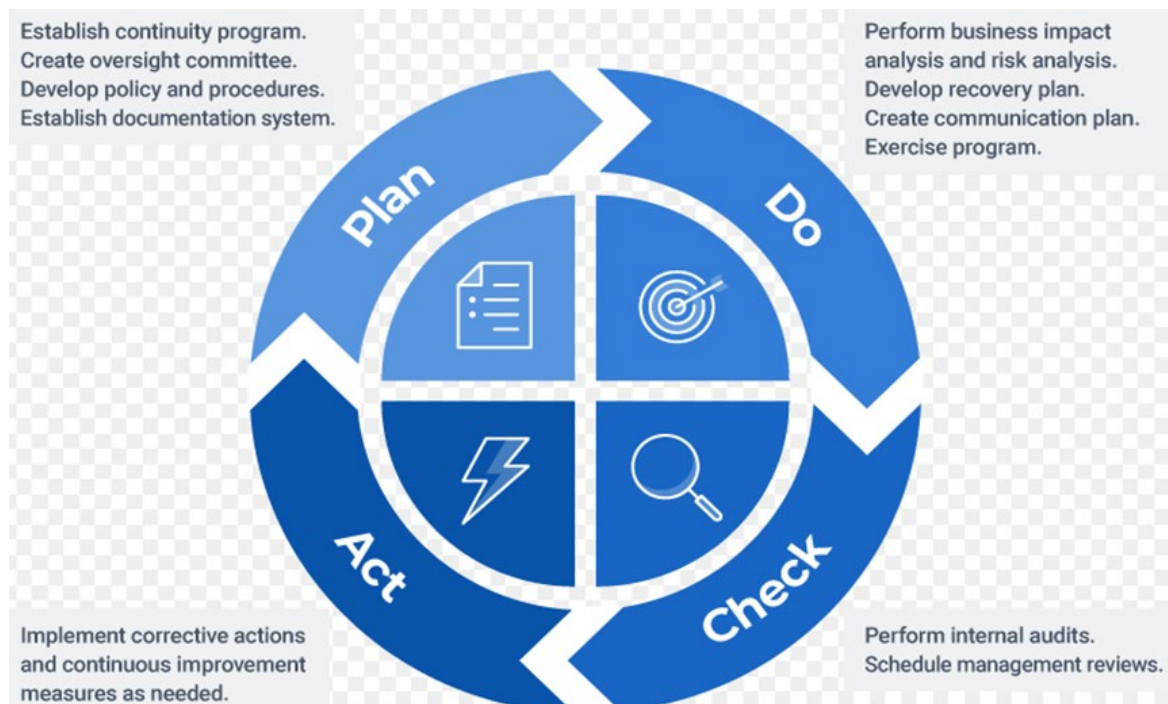 Establish continuity program.
Create oversight committee.
Develop policy and procedures.
Establish documentation system.
Perform business impact
analysis and risk analysis.
Develop recovery plan.
Create communication plan.
Exercise program.
Plan
Do
Act
Check
Implement corrective actions
and continuous improvement
measures as needed.
Perform internal audits.
Schedule management reviews.